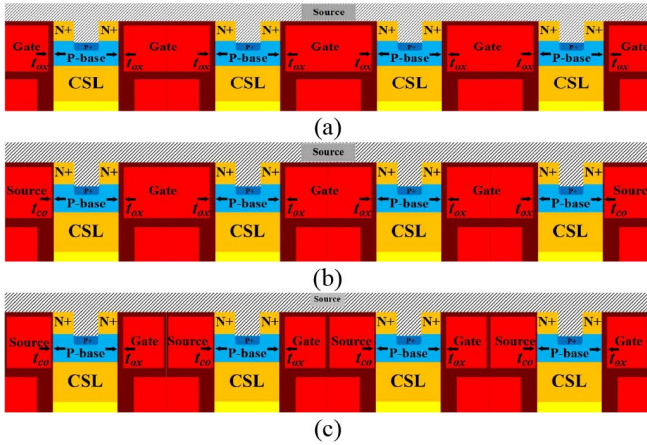 Source
N+ N+ N+ N+ N+ N+ N+ N+
Gate P+ Gate P+ Gate P+ Gate P+ Gate
tox P-base tox tox P-base tox tox P-base tox tox P-base tox
CSL CSL CSL CSL
(a)
Source
N+ N+ N+ N+ N+ N+ N+ N+
Source P+ Gate P+ Gate P+ Gate P+ Source
tco P-base tox tox P-base tox tox P-base tox tox P-base tco
CSL CSL CSL CSL
(b)
Source
N+ N+ N+ N+ N+ N+ N+ N+
Source P+ Gate Source P+ Gate Source P+ Gate Source P+ Gate
tco P-base tox tco P-base tox tco P-base tox tco P-base tox
CSL CSL CSL CSL
(c)